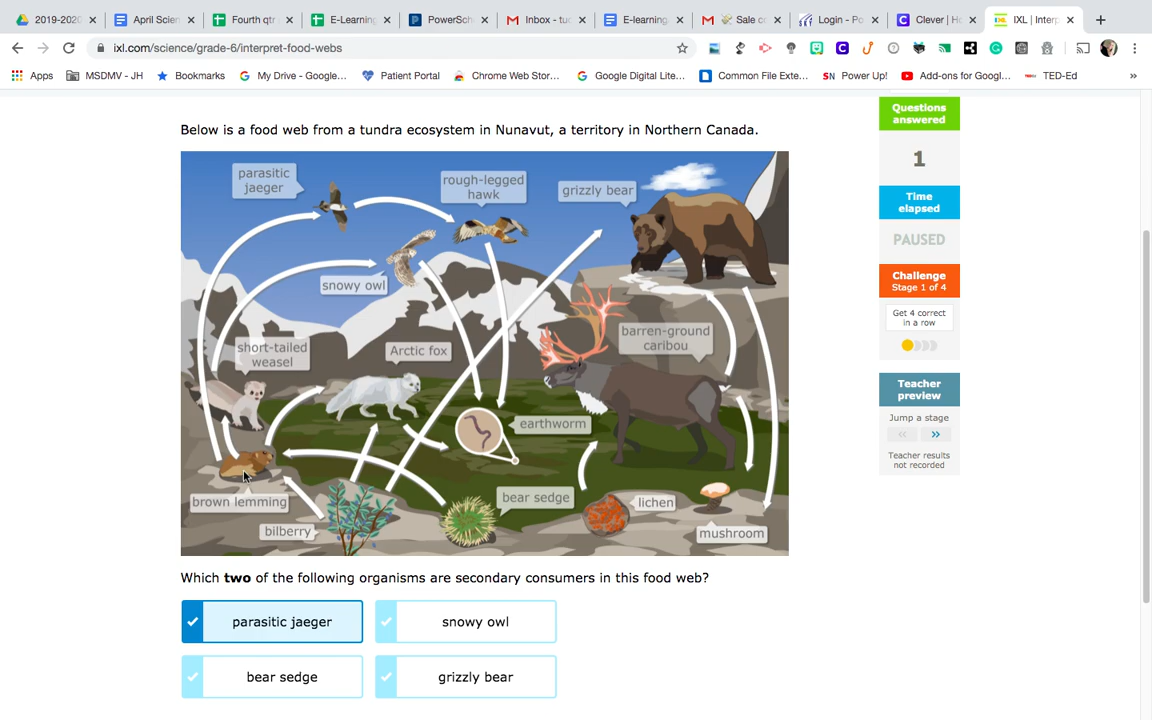 2019-202
April Scien
Fourth qtr
E-Learning
PowerSch
Inbox - tu
E-learning
Sale c
Login - Po
Clever | H
IXL | Interp
ixl.com/science/grade-6/interpret-food-webs
Apps
MSDMV - JH
Bookmarks
My Drive - Google...
Patient Portal
Chrome Web Stor...
Google Digital Lite...
Common File Exte...
SN Power Up!
Add-ons for Googl...
TED-Ed
»
Below is a food web from a tundra ecosystem in Nunavut, a territory in Northern Canada.
parasitic
jaeger
rough-legged
hawk
grizzly bear
snowy owl
short-tailed
weasel
Arctic fox
barren-ground
caribou
earthworm
brown lemming
bilberry
bear sedge
lichen
mushroom
Which two of the following organisms are secondary consumers in this food web?
parasitic jaeger
snowy owl
bear sedge
grizzly bear
Questions
answered
1
Time
elapsed
PAUSED
Challenge
Stage 1 of 4
Get 4 correct
in a row
Teacher
preview
Jump a stage
«
»
Teacher results
not recorded